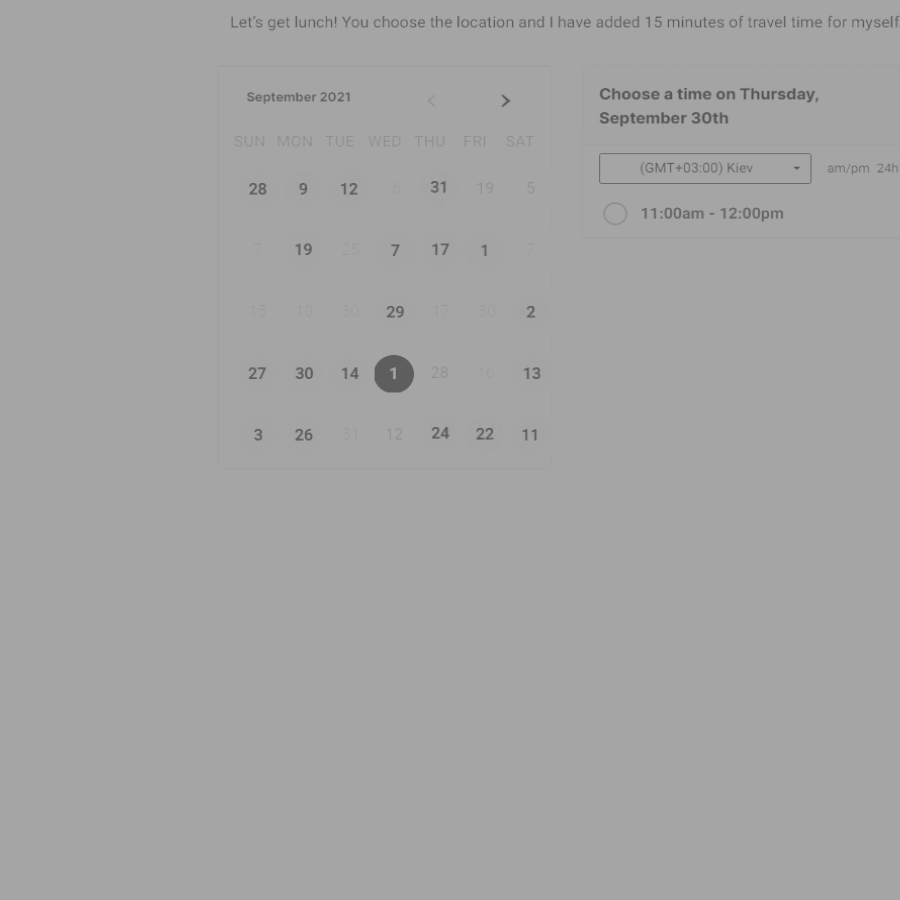 Let's get lunch! You choose the location and I have added 15 minutes of travel time for myself
September 2021
SUN MON TUE WED THU FRI SAT
28 9 12 6 31 19 5
7 19 25 7 17 1 7
15 10 30 29 17 30 2
27 30 14 1 28 16 13
3 26 31 12 24 22 11
Choose a time on Thursday,
September 30th
(GMT+03:00) Kiev am/pm 24h
11:00am - 12:00pm